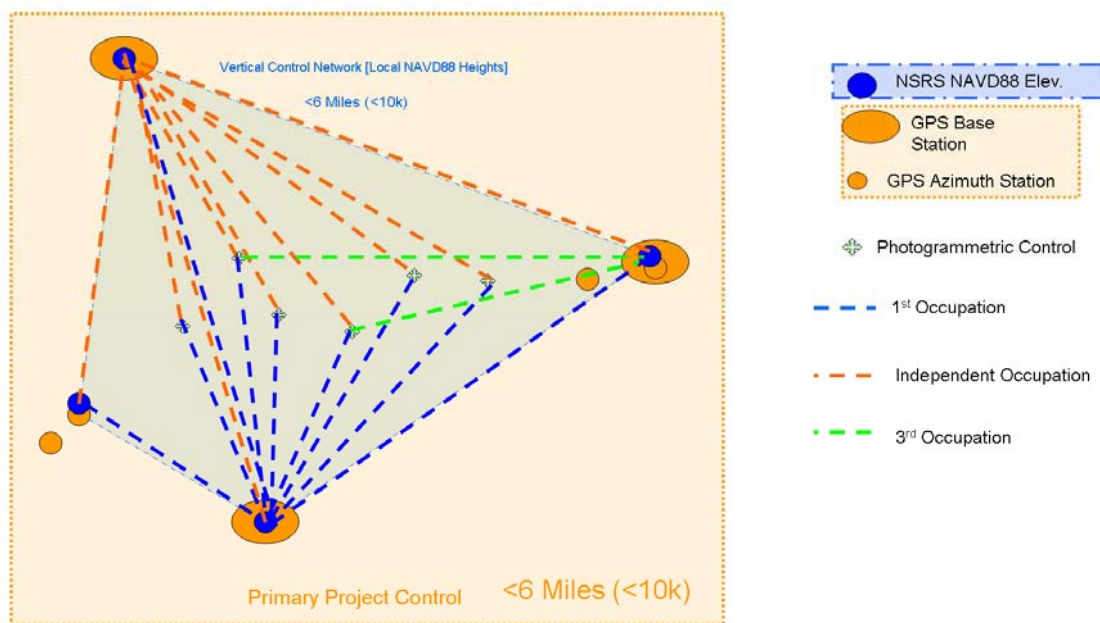 Vertical Control Network [Local NAVD88 Heights]
<6 Miles (<10k)
Primary Project Control
<6 Miles (<10k)
NSRS NAVD88 Elev.
GPS Base
Station
GPS Azimuth Station
Photogrammetric Control
1st Occupation
Independent Occupation
3rd Occupation